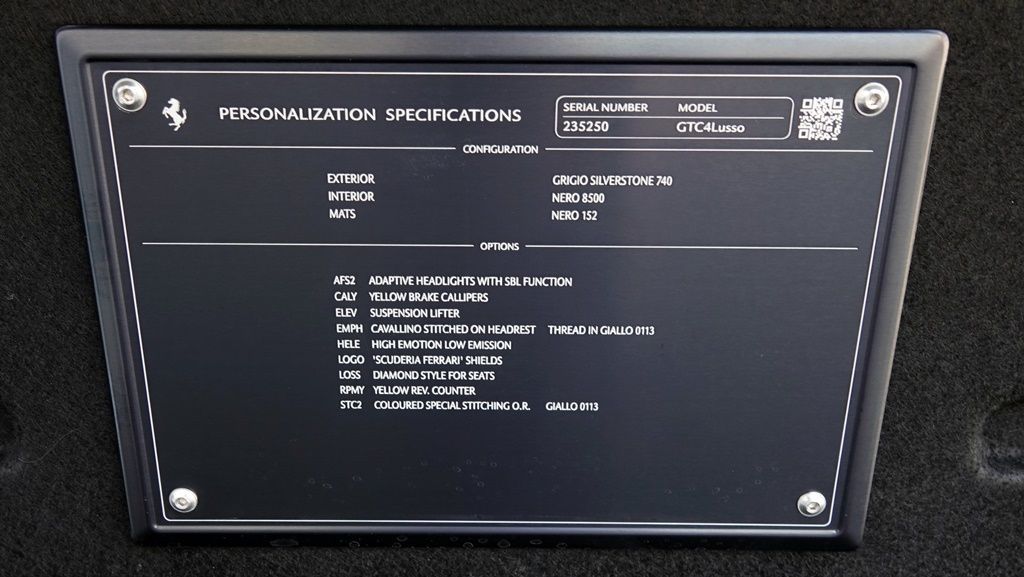 PERSONALIZATION SPECIFICATIONS
SERIAL NUMBER MODEL
235250 GTC4Lusso
CONFIGURATION
EXTERIOR GRIGIO SILVERSTONE 740
INTERIOR NERO 8500
MATS NERO 152
OPTIONS
AFS2 ADAPTIVE HEADLIGHTS WITH SBL FUNCTION
CALY YELLOW BRAKE CALLIPERS
ELEV SUSPENSION LIFTER
EMPH CAVALLINO STITCHED ON HEADREST THREAD IN GIALLO 0113
HELE HIGH EMOTION LOW EMISSION
LOGO 'SCUDERIA FERRARI' SHIELDS
LOSS DIAMOND STYLE FOR SEATS
RPMY YELLOW REV. COUNTER
STC2 COLOURED SPECIAL STITCHING O.R. GIALLO 0113